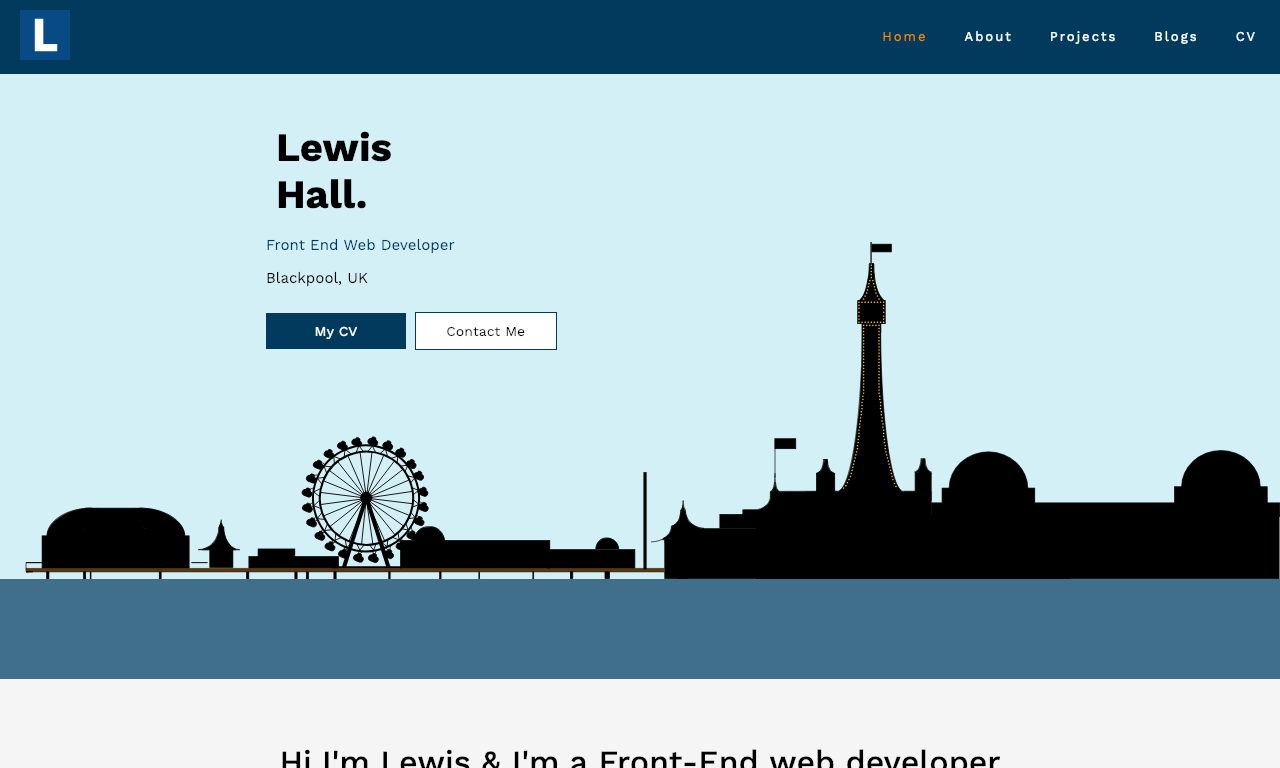 L
Home About Projects Blogs CV
Lewis
Hall.
Front End Web Developer
Blackpool, UK
My CV Contact Me
Hi I'm Lewis & I'm a Front-End web developer